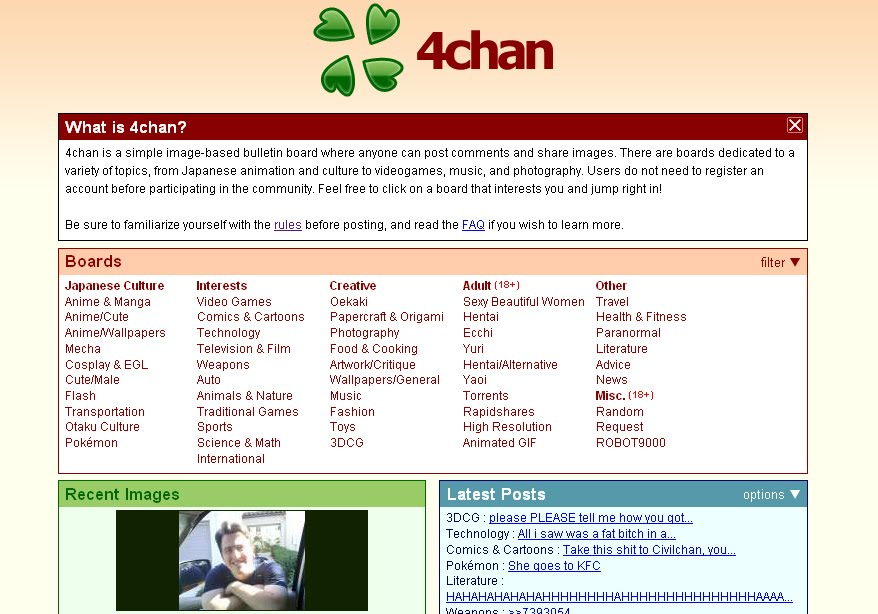 4chan
What is 4chan?
4chan is a simple image-based bulletin board where anyone can post comments and share images. There are boards dedicated to a
variety of topics, from Japanese animation and culture to videogames, music, and photography. Users do not need to register an
account before participating in the community. Feel free to click on a board that interests you and jump right in!
Be sure to familiarize yourself with the rules before posting, and read the FAQ if you wish to learn more.
Boards
filter ▼
Japanese Culture
Anime & Manga
Anime/Cute
Anime/Wallpapers
Mecha
Cosplay & EGL
Cute/Male
Flash
Transportation
Otaku Culture
Pokémon
Interests
Video Games
Comics & Cartoons
Technology
Television & Film
Weapons
Auto
Animals & Nature
Traditional Games
Sports
Science & Math
International
Creative
Oekaki
Papercraft & Origami
Photography
Food & Cooking
Artwork/Critique
Wallpapers/General
Music
Fashion
Toys
3DCG
Adult (18+)
Sexy Beautiful Women
Hentai
Ecchi
Yuri
Hentai/Alternative
Yaoi
Torrents
Rapidshares
High Resolution
Animated GIF
Other
Travel
Health & Fitness
Paranormal
Literature
Advice
News
Misc. (18+)
Random
Request
ROBOT9000
Recent Images
Latest Posts
options ▼
3DCG : please PLEASE tell me how you got...
Technology : All i saw was a fat bitch in a...
Comics & Cartoons : Take this shit to Civilchan, you...
Pokémon : She goes to KFC
Literature :
HAHAHAHAHAHAHHHHHHHHAHHHHHHHHHHHHHHHAAAA...
Weapons : >>7393054